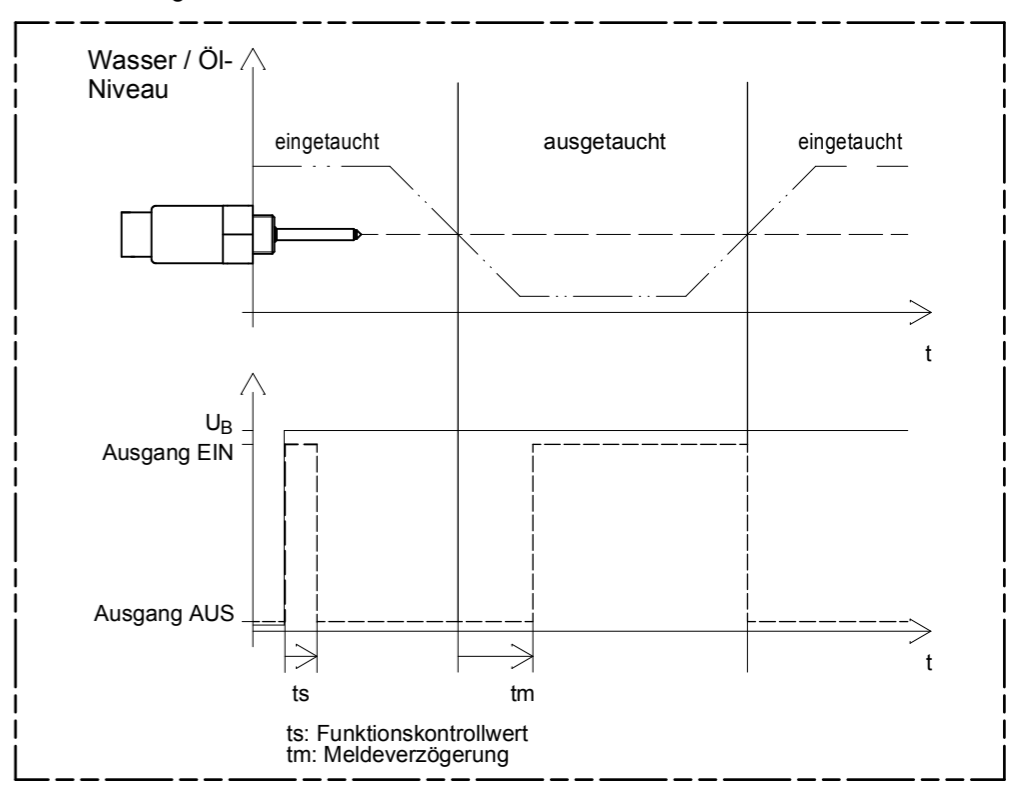 Wasser / Öl-
Niveau
eingetaucht
ausgetaucht
eingetaucht
t
UB
Ausgang EIN
Ausgang AUS
t
ts
tm
ts: Funktionskontrollwert
tm: Meldeverzögerung